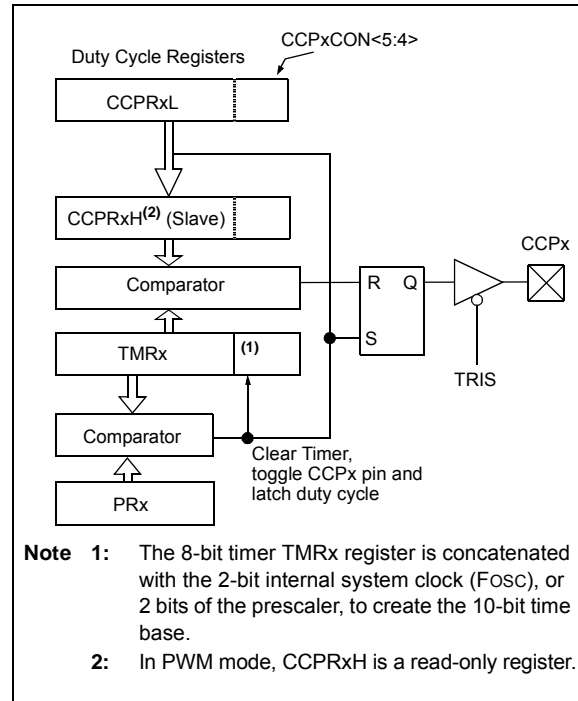 CCPxCON<5:4>
Duty Cycle Registers
CCPRxL
CCPRxH(2) (Slave)
CCPx
Comparator
R Q
S
TMRx (1)
TRIS
Comparator
Clear Timer,
toggle CCPx pin and
latch duty cycle
PRx
Note 1: The 8-bit timer TMRx register is concatenated
with the 2-bit internal system clock (FOSC), or
2 bits of the prescaler, to create the 10-bit time
base.
2: In PWM mode, CCPRxH is a read-only register.